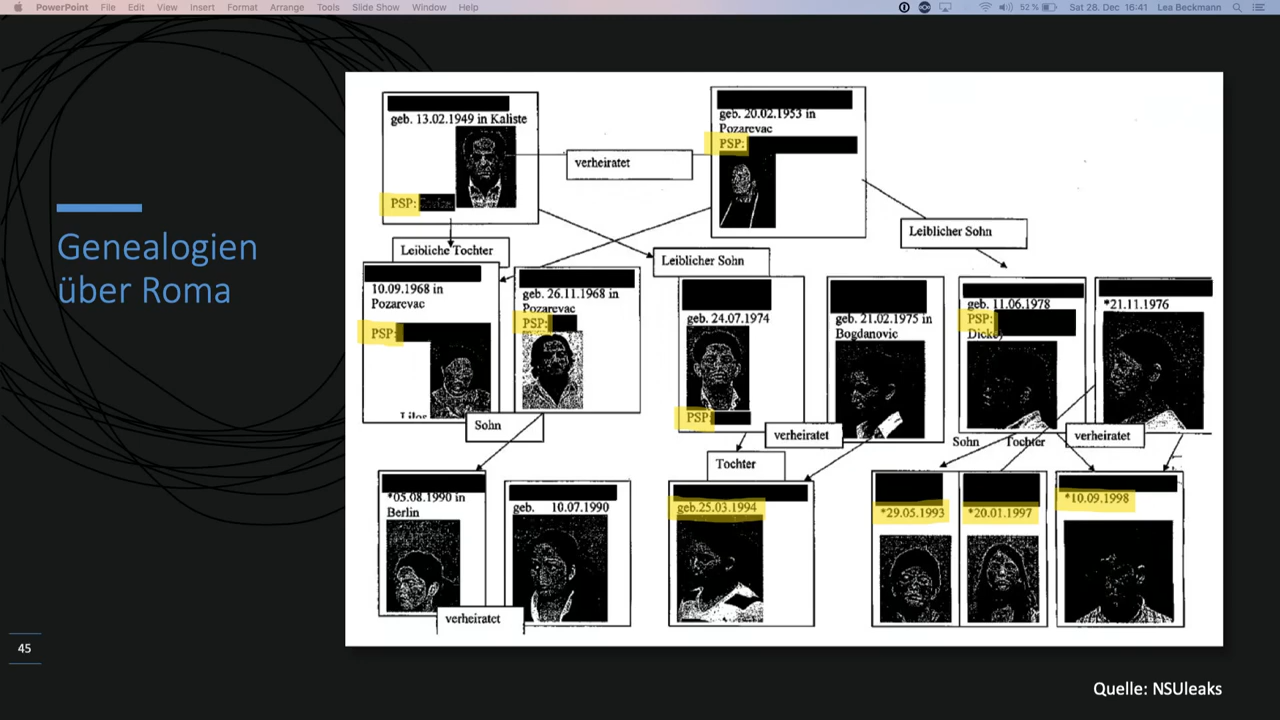 PowerPoint File Edit View Insert Format Arrange Tools Slide Show Window Help
52 % Sat 28. Dec 16:41 Lea Beckmann
Genealogien
über Roma
geb. 13.02.1949 in Kaliste
PSP:
verheiratet
geb. 20.02.1953 in
Pozarevac
PSP:
Leibliche Tochter
Leiblicher Sohn
Leiblicher Sohn
10.09.1968 in
Pozarevac
PSP:
geb. 26.11.1968 in
Pozarevac
PSP:
geb. 24.07.1974
PSP:
geb. 21.02.1975 in
Bogdanovic
geb. 11.06.1978
PSP:
*21.11.1976
Sohn
verheiratet
Sohn Tochter
verheiratet
Tochter
*05.08.1990 in
Berlin
geb. 10.07.1990
geb.25.03.1994
*29.05.1993
*20.01.1997
*10.09.1998
verheiratet
45
Quelle: NSUleaks